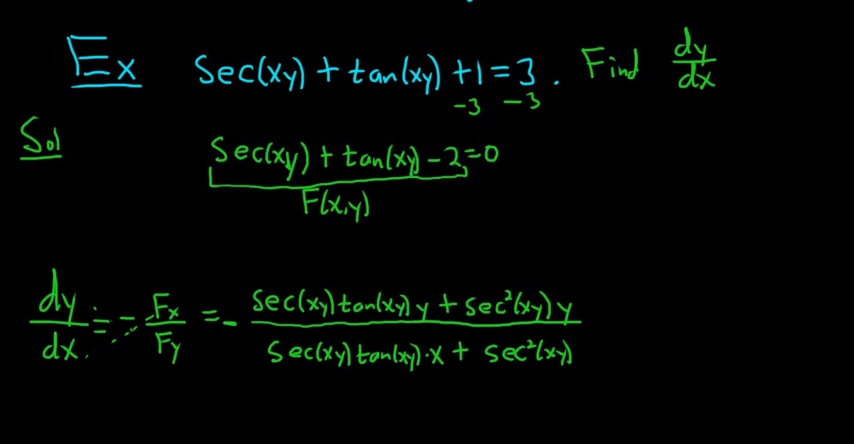 Ex sec(xy) + tan(xy) +1 = 3 . Find dy/dx
-3 -3
Sol
Sec(xy) + tan(xy) - 2 = 0
F(x,y)
dy/dx = - Fx/Fy = - (sec(xy)tan(xy)y + sec²(xy)y)/(sec(xy)tan(xy)·x + sec²(xy))